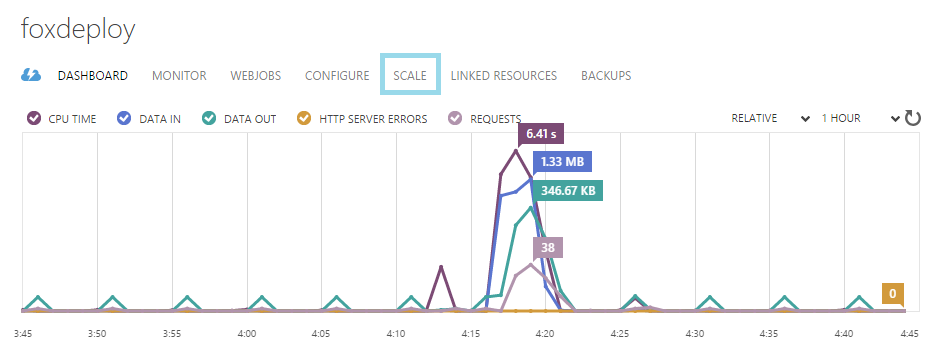 foxdeploy
DASHBOARD MONITOR WEBJOBS CONFIGURE SCALE LINKED RESOURCES BACKUPS
CPU TIME DATA IN DATA OUT HTTP SERVER ERRORS REQUESTS RELATIVE 1 HOUR
6.41 s
1.33 MB
346.67 KB
38
0
3:45 3:50 3:55 4:00 4:05 4:10 4:15 4:20 4:25 4:30 4:35 4:40 4:45